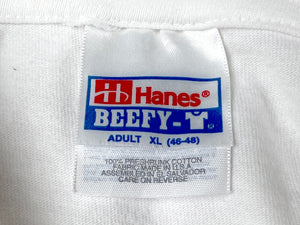 Hanes®
BEEFY-T®
ADULT XL (46-48)
100% PRESHRUNK COTTON
FABRIC MADE IN U.S.A.
ASSEMBLED IN EL SALVADOR
CARE ON REVERSE